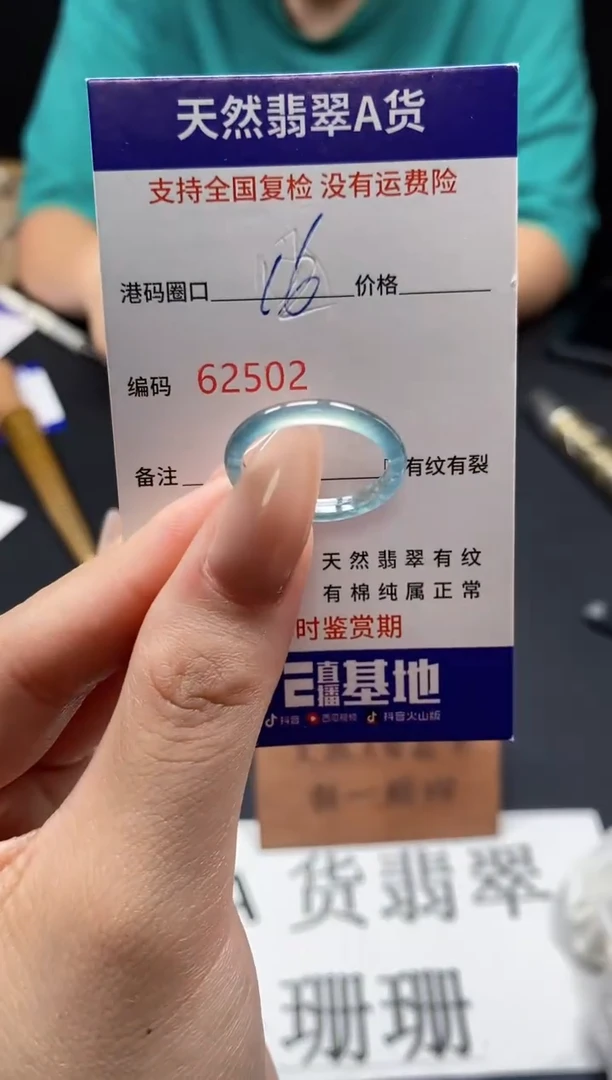 天然翡翠A货
支持全国复检 没有运费险
港码圈口 16 价格
编码 62502
备注 有纹有裂
天然翡翠有纹
有棉纯属正常
时鉴赏期
直播基地
抖音 西瓜视频 抖音火山版
A货翡翠
珊珊